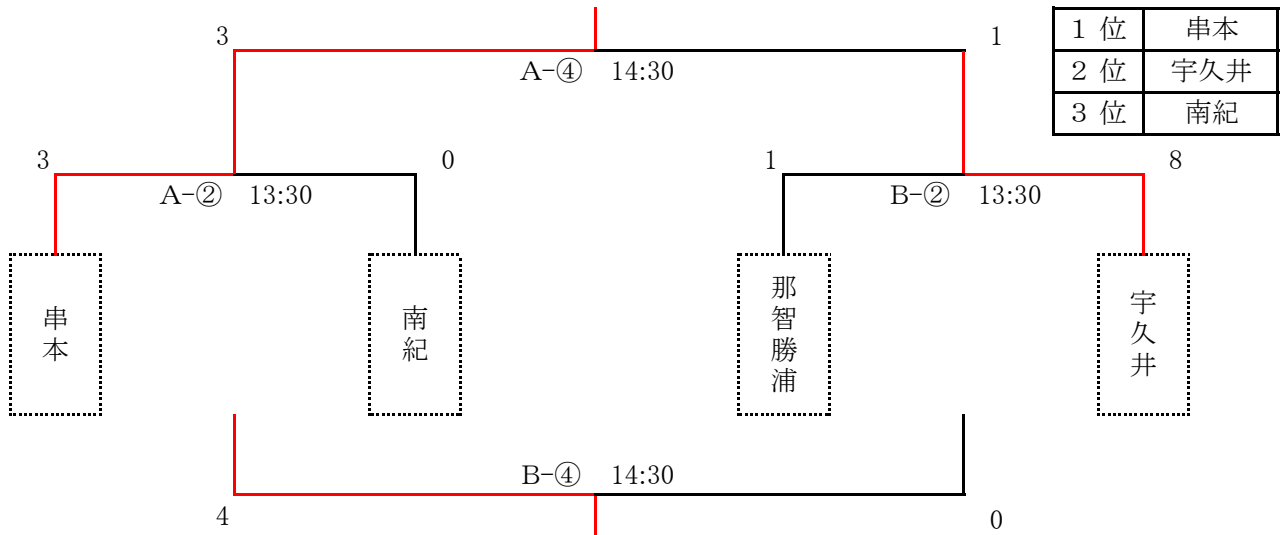 3
1
A-④ 14:30
1 位 串本
2 位 宇久井
3 位 南紀
3
0
A-② 13:30
1
8
B-② 13:30
串本
南紀
那智勝浦
宇久井
B-④ 14:30
4
0